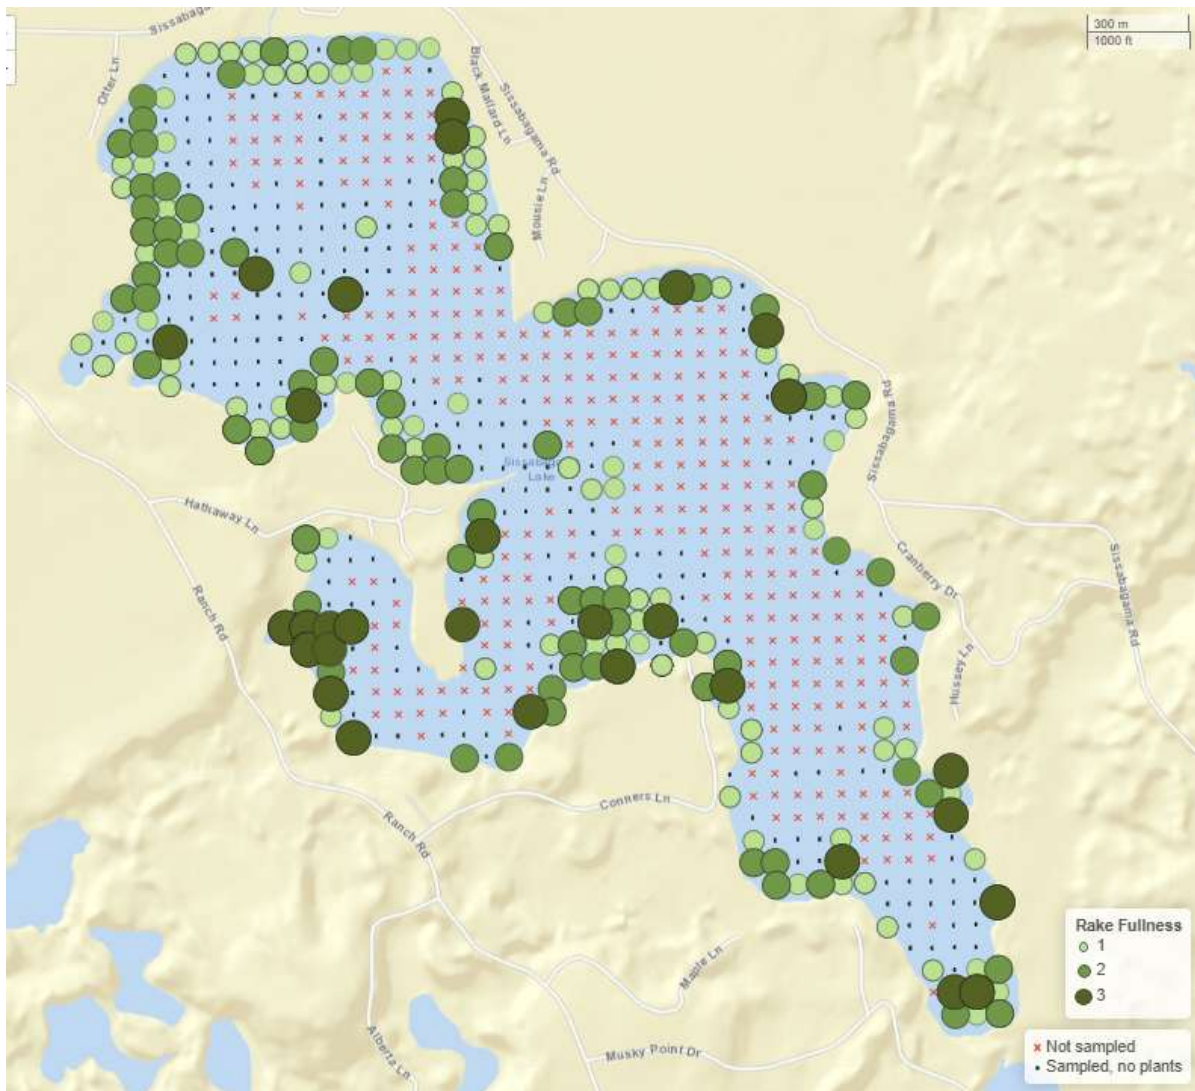 Sissabaga
300 m
1000 ft
Otter Ln
Black Mallard Ln
Sissabagama Rd
Mousie Ln
Sissabagama Rd
Lake
Hathaway Ln
Cranberry Dr
Sissabagama Rd
Ranch Rd
Hussey Ln
Conners Ln
Ranch Rd
Rake Fullness
1
2
3
Maple Ln
Alberta Ln
Musky Point Dr
Not sampled
Sampled, no plants